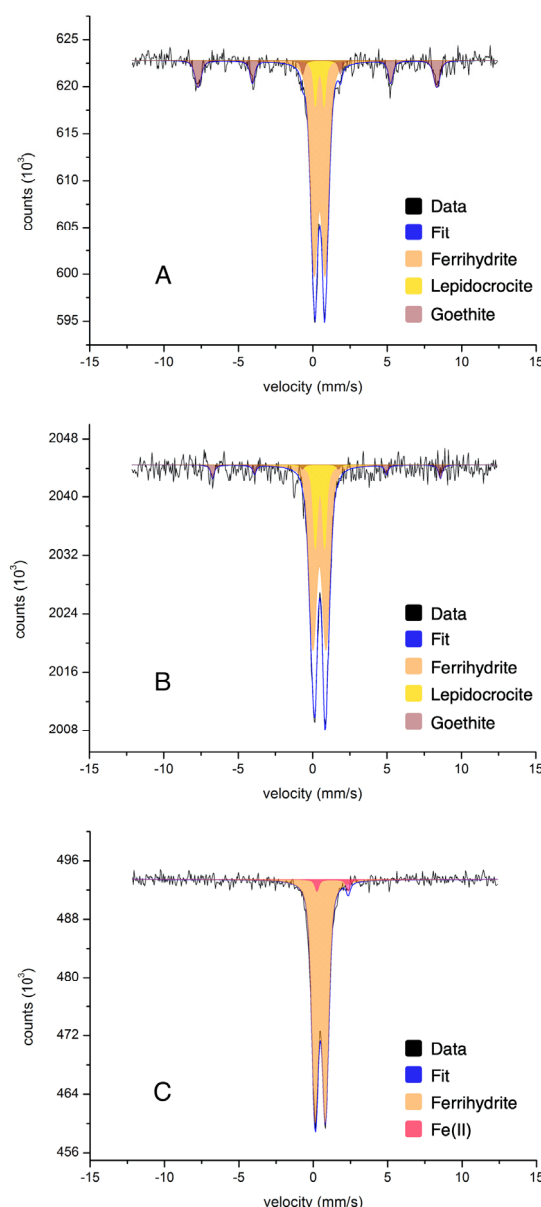 625
620
615
610
605
600
595
counts (10³)
Data
Fit
Ferrihydrite
Lepidocrocite
Goethite
A
-15 -10 -5 0 5 10 15
velocity (mm/s)
2048
2040
2032
2024
2016
2008
counts (10³)
Data
Fit
Ferrihydrite
Lepidocrocite
Goethite
B
-15 -10 -5 0 5 10 15
velocity (mm/s)
496
488
480
472
464
456
counts (10³)
Data
Fit
Ferrihydrite
Fe(II)
C
-15 -10 -5 0 5 10 15
velocity (mm/s)